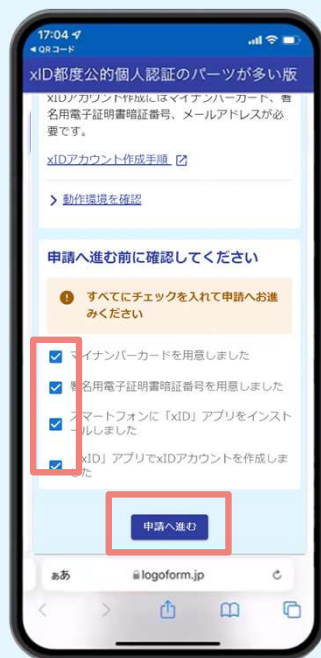 17:04
◀ QRコード
xID都度公的個人認証のパーツが多い版
xIDアカウント作成にはマイナンバーカード、署
名用電子証明書暗証番号、メールアドレスが必
要です。
xIDアカウント作成手順
動作環境を確認
申請へ進む前に確認してください
すべてにチェックを入れて申請へお進
みください
マイナンバーカードを用意しました
署名用電子証明書暗証番号を用意しました
スマートフォンに「xID」アプリをインスト
ールしました
「xID」アプリでxIDアカウントを作成しま
した
申請へ進む
ぁあ
logoform.jp